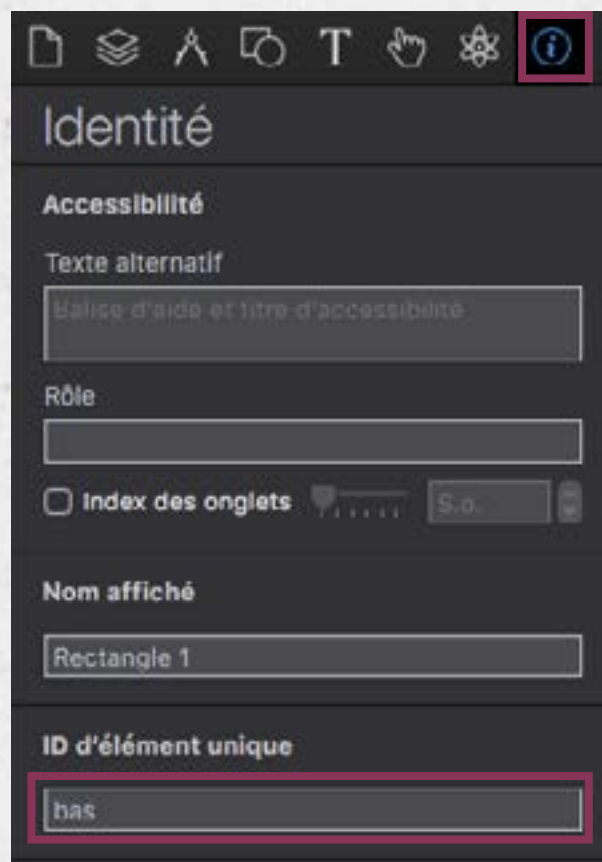 T
Identité
Accessibilité
Texte alternatif
Balise d'aide et titre d'accessibilité
Rôle
Index des onglets S.o.
Nom affiché
Rectangle 1
ID d'élément unique
bas